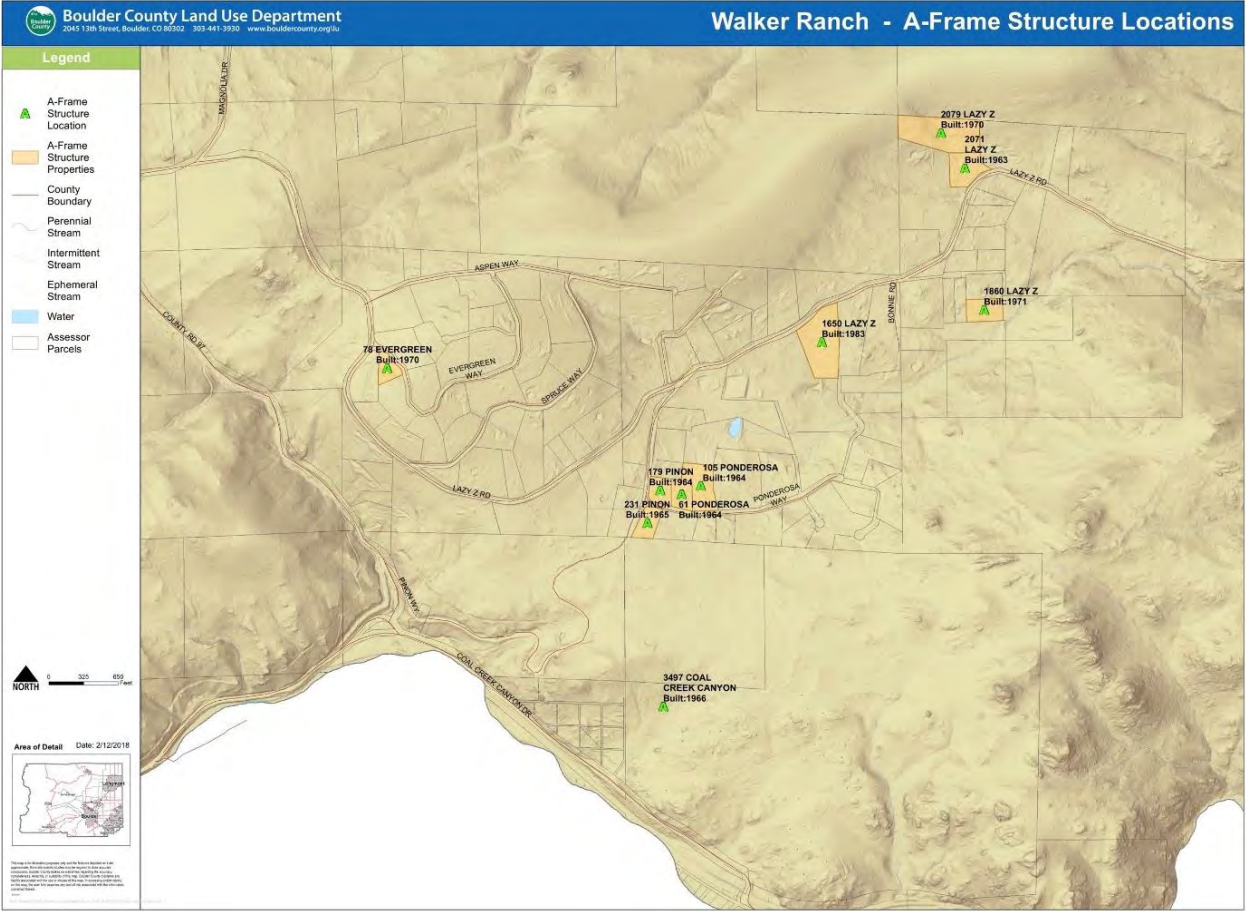 Boulder County
Boulder County Land Use Department
2045 13th Street, Boulder, CO 80302 303-441-3930 www.bouldercounty.org\lu
Walker Ranch - A-Frame Structure Locations
Legend
A-Frame
Structure
Location
A-Frame
Structure
Properties
County
Boundary
Perennial
Stream
Intermittent
Stream
Ephemeral
Stream
Water
Assessor
Parcels
NORTH
0 325 650
Feet
Area of Detail Date: 2/12/2018
MAGNOLIA DR
2079 LAZY Z
Built:1970
2071
LAZY Z
Built:1963
LAZY Z RD
ASPEN WAY
1860 LAZY Z
Built:1971
BONNIE RD
COUNTY RD 97
1650 LAZY Z
Built:1983
78 EVERGREEN
Built:1970
EVERGREEN
WAY
SPRUCE WAY
179 PINON
Built:1964
105 PONDEROSA
Built:1964
LAZY Z RD
PONDEROSA
WAY
231 PINON
Built:1965
61 PONDEROSA
Built:1964
PINON WY
COAL CREEK CANYON DR
3497 COAL
CREEK CANYON
Built:1966